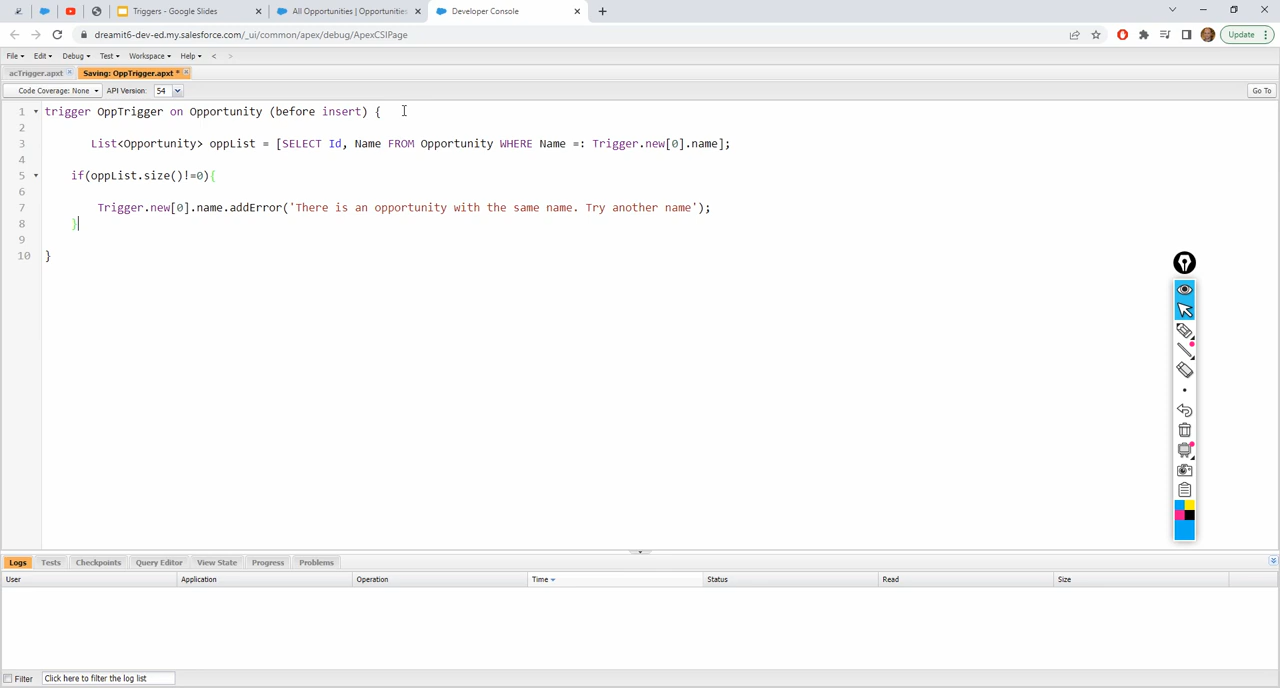 Triggers - Google Slides
All Opportunities | Opportunities
Developer Console
dreamit6-dev-ed.my.salesforce.com/_ui/common/apex/debug/ApexCSIPage
Update
File
Edit
Debug
Test
Workspace
Help
<
>
acTrigger.apxt
Saving: OppTrigger.apxt *
Code Coverage: None
API Version:
54
Go To
1 trigger OppTrigger on Opportunity (before insert) {
2
3 List<Opportunity> oppList = [SELECT Id, Name FROM Opportunity WHERE Name =: Trigger.new[0].name];
4
5 if(oppList.size()!=0){
6
7 Trigger.new[0].name.addError('There is an opportunity with the same name. Try another name');
8 }
9
10 }
Logs
Tests
Checkpoints
Query Editor
View State
Progress
Problems
User
Application
Operation
Time
Status
Read
Size
Filter
Click here to filter the log list